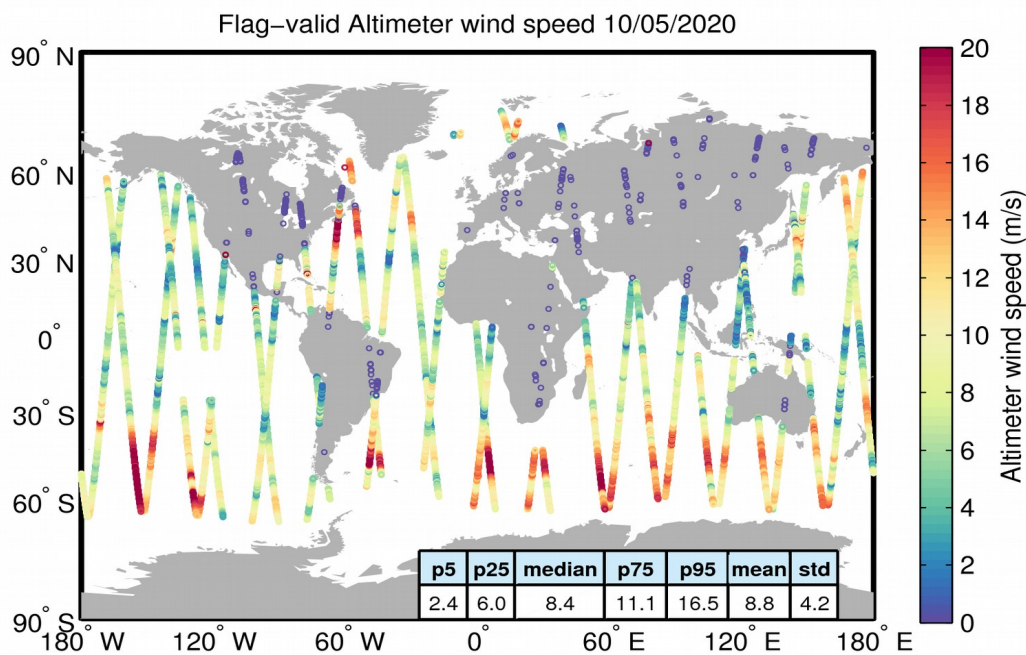 Flag-valid Altimeter wind speed 10/05/2020
90° N
60° N
30° N
0°
30° S
60° S
90° S
180° W
120° W
60° W
0°
60° E
120° E
180° E
p5 p25 median p75 p95 mean std
2.4 6.0 8.4 11.1 16.5 8.8 4.2
20
18
16
14
12
10
8
6
4
2
0
Altimeter wind speed (m/s)